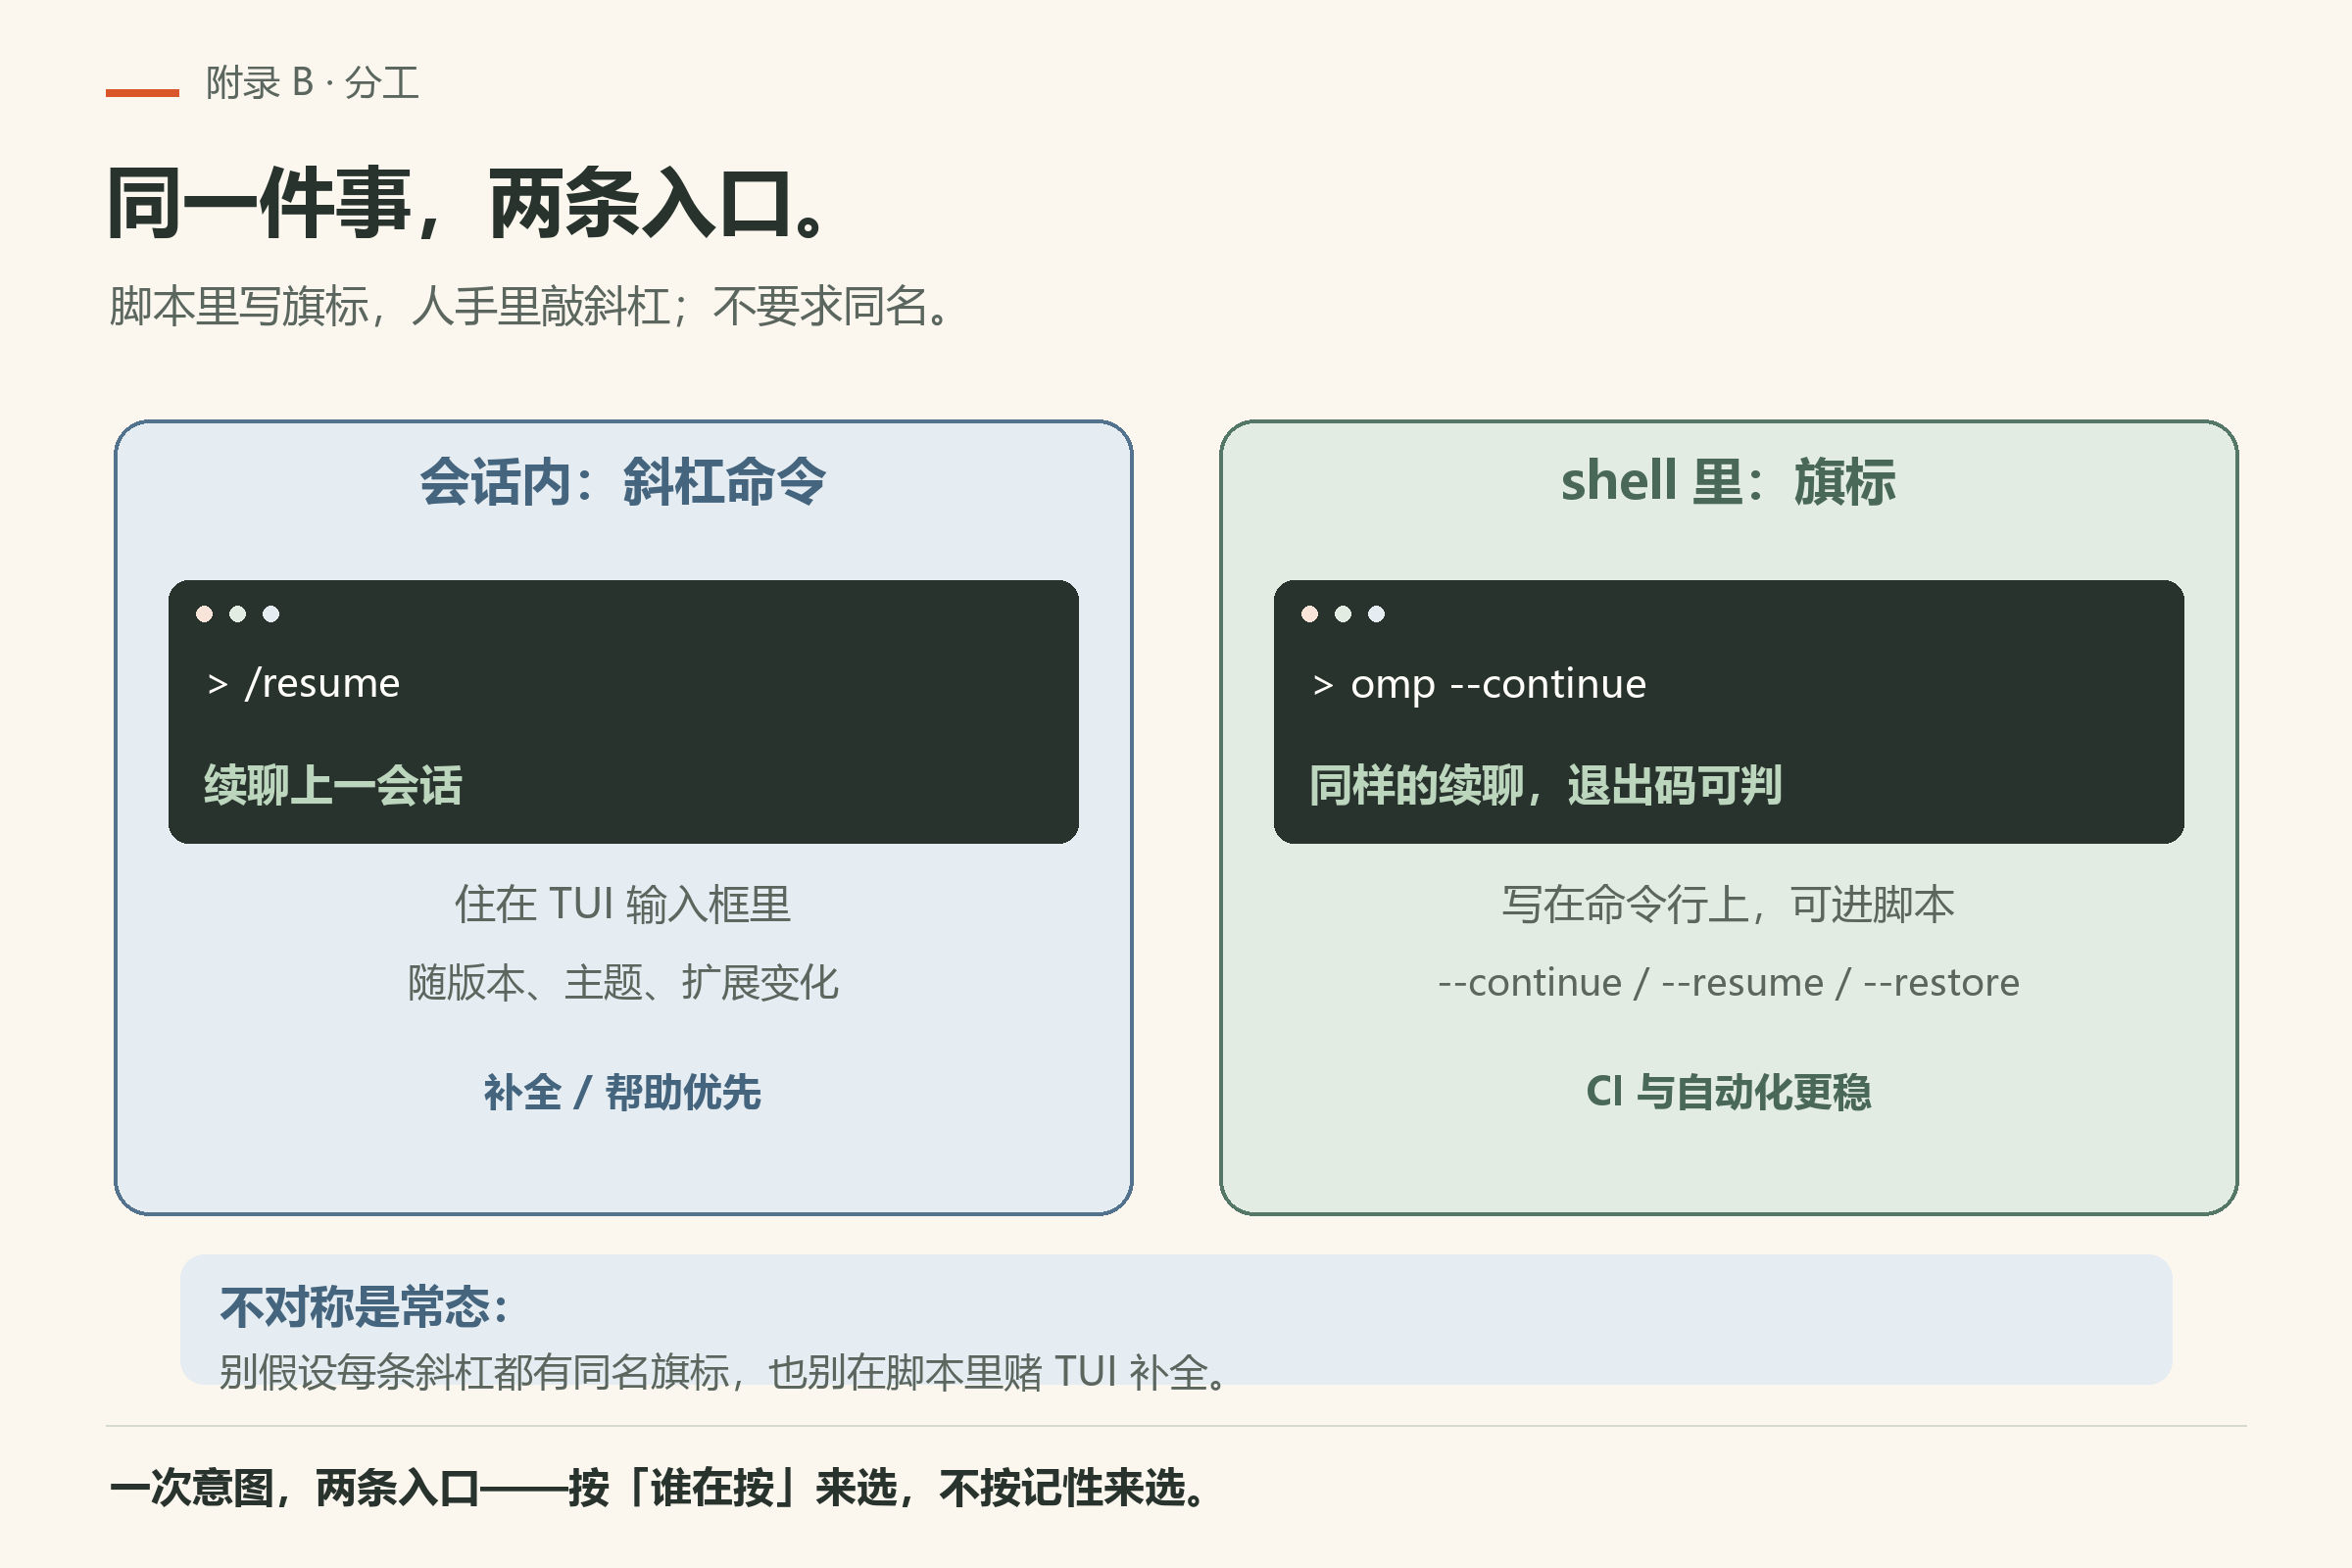 附录 B · 分工
同一件事，两条入口。
脚本里写旗标，人手里敲斜杠；不要求同名。
会话内：斜杠命令
> /resume
续聊上一会话
住在 TUI 输入框里
随版本、主题、扩展变化
补全 / 帮助优先
shell 里：旗标
> omp --continue
同样的续聊，退出码可判
写在命令行上，可进脚本
--continue / --resume / --restore
CI 与自动化更稳
不对称是常态：
别假设每条斜杠都有同名旗标，也别在脚本里赌 TUI 补全。
一次意图，两条入口——按「谁在按」来选，不按记性来选。